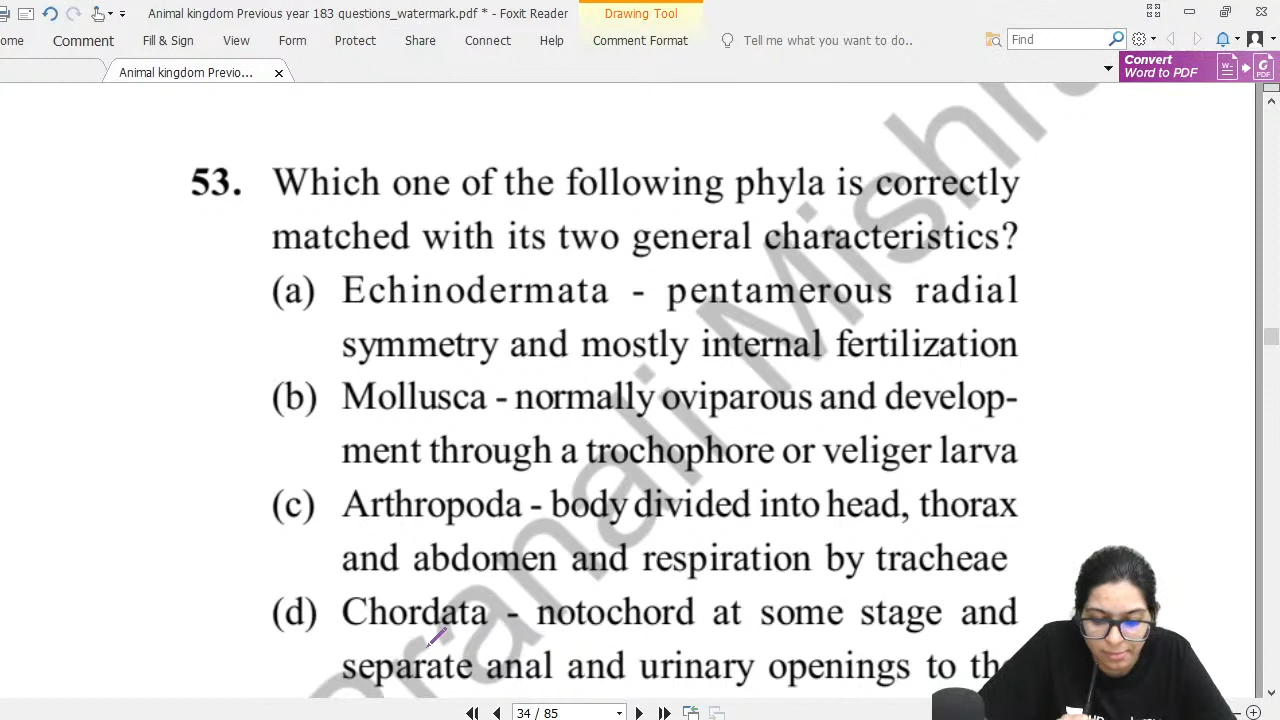 Animal kingdom Previous year 183 questions_watermark.pdf * - Foxit Reader
Drawing Tool
ome Comment Fill & Sign View Form Protect Share Connect Help Comment Format Tell me what you want to do.. Find
Animal kingdom Previo... ×
Convert
Word to PDF
53. Which one of the following phyla is correctly
matched with its two general characteristics?
(a) Echinodermata - pentamerous radial
symmetry and mostly internal fertilization
(b) Mollusca - normally oviparous and develop-
ment through a trochophore or veliger larva
(c) Arthropoda - body divided into head, thorax
and abdomen and respiration by tracheae
(d) Chordata - notochord at some stage and
separate anal and urinary openings to the
Pranali Mishra
34 / 85